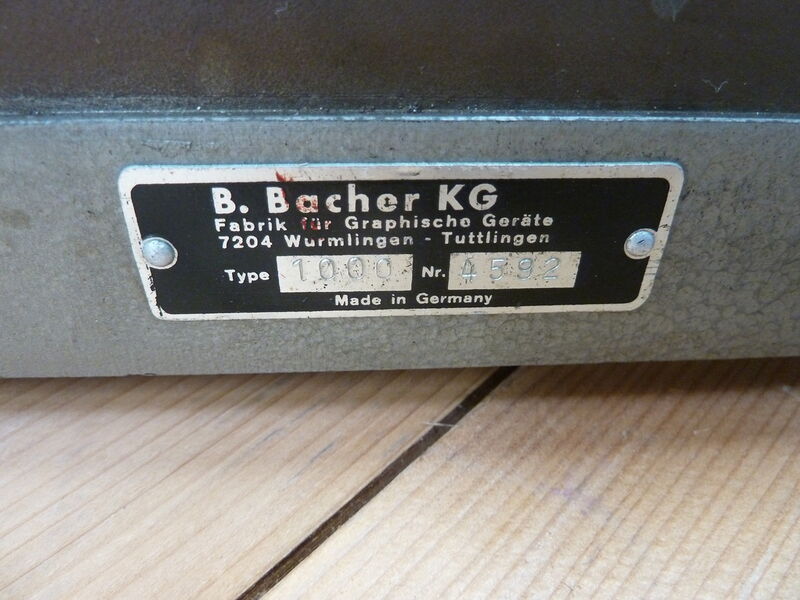 B. Bacher KG
Fabrik für Graphische Geräte
7204 Wurmlingen - Tuttlingen
Type 1000 Nr. 4592
Made in Germany